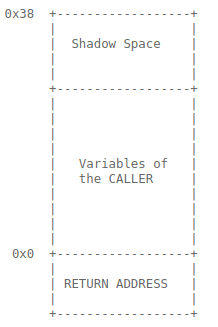 0x38 +------------------+
Shadow Space
+------------------+
Variables of
the CALLER
0x0 +------------------+
RETURN ADDRESS
+------------------+